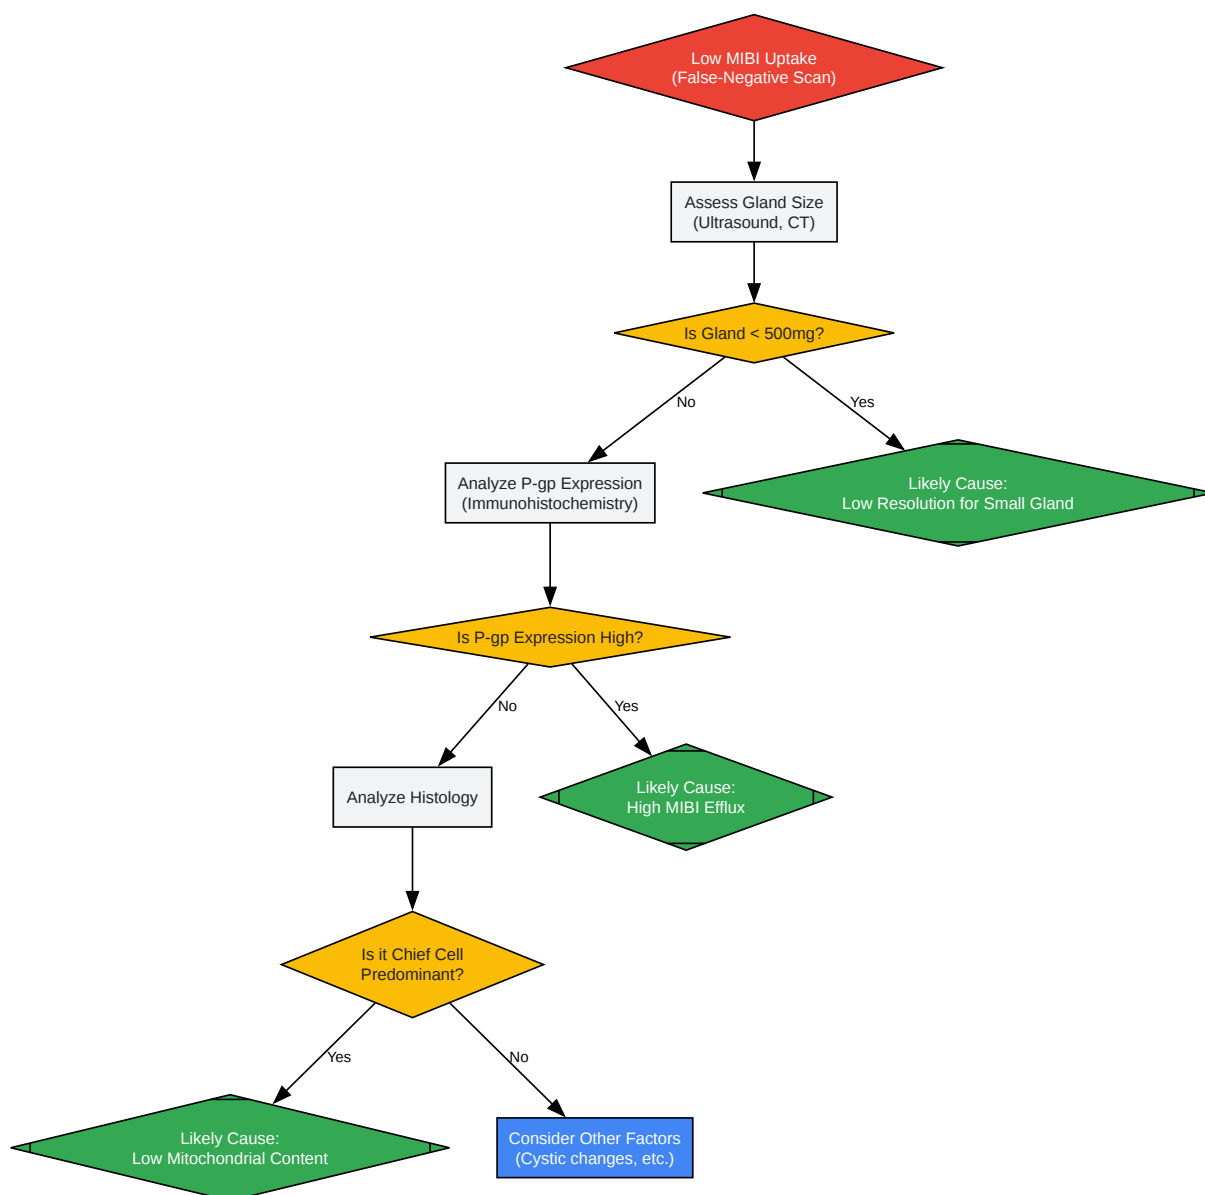 Low MIBI Uptake
(False-Negative Scan)
Assess Gland Size
(Ultrasound, CT)
Is Gland < 500mg?
No
Yes
Analyze P-gp Expression
(Immunohistochemistry)
Likely Cause:
Low Resolution for Small Gland
Is P-gp Expression High?
No
Yes
Analyze Histology
Likely Cause:
High MIBI Efflux
Is it Chief Cell
Predominant?
Yes
No
Likely Cause:
Low Mitochondrial Content
Consider Other Factors
(Cystic changes, etc.)